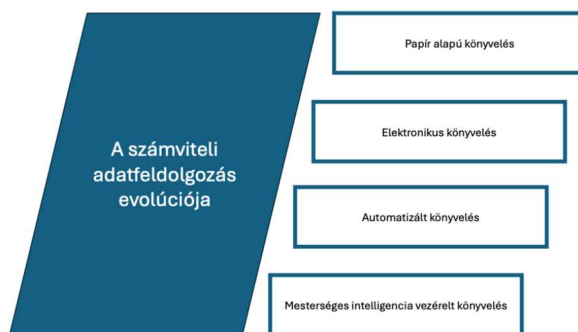 A számviteli
adatfeldolgozás
evolúciója
Papír alapú könyvelés
Elektronikus könyvelés
Automatizált könyvelés
Mesterséges intelligencia vezérelt könyvelés